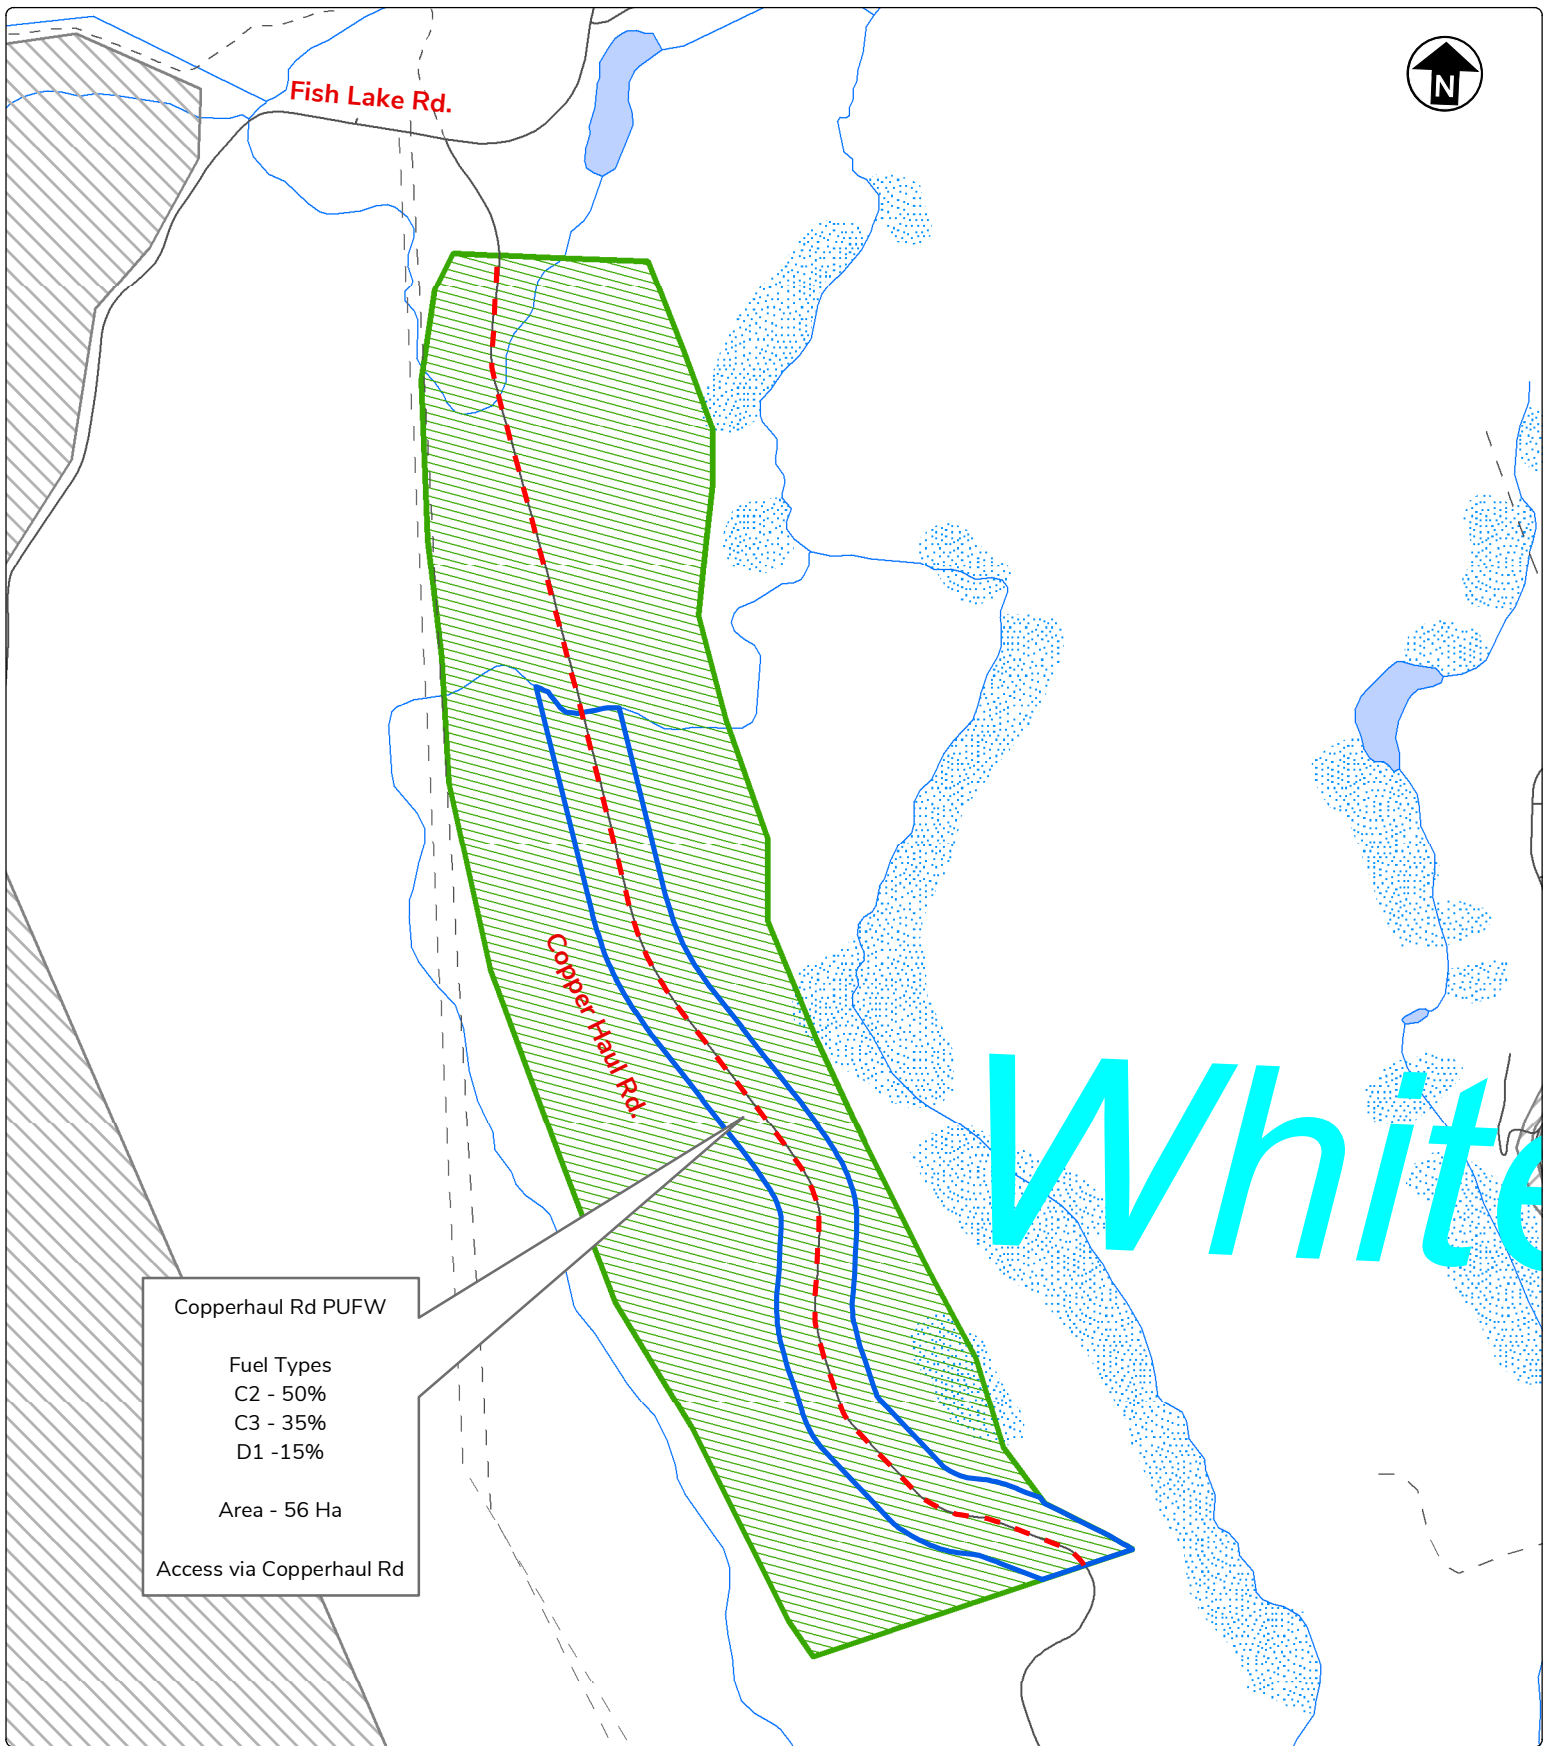 N
Fish Lake Rd.
Copper Haul Rd.
White
Copperhaul Rd PUFW
Fuel Types
C2 - 50%
C3 - 35%
D1 -15%
Area - 56 Ha
Access via Copperhaul Rd